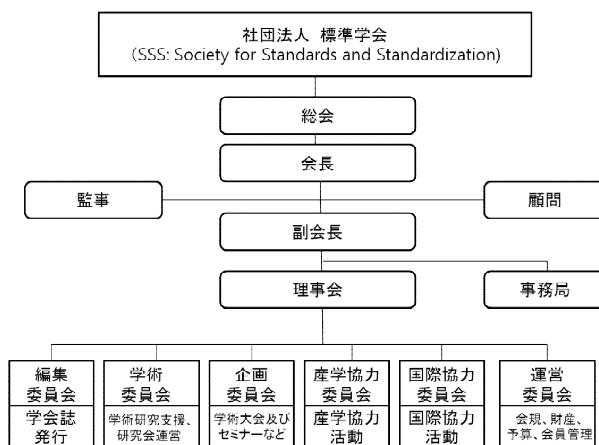 社団法人 標準学会
(SSS: Society for Standards and Standardization)
総会
会長
監事
顧問
副会長
理事会
事務局
編集
委員会
学会誌
発行
学術
委員会
学術研究支援、
研究会運営
企画
委員会
学術大会及び
セミナーなど
産学協力
委員会
産学協力
活動
国際協力
委員会
国際協力
活動
運営
委員会
会規、財産、
予算、会員管理